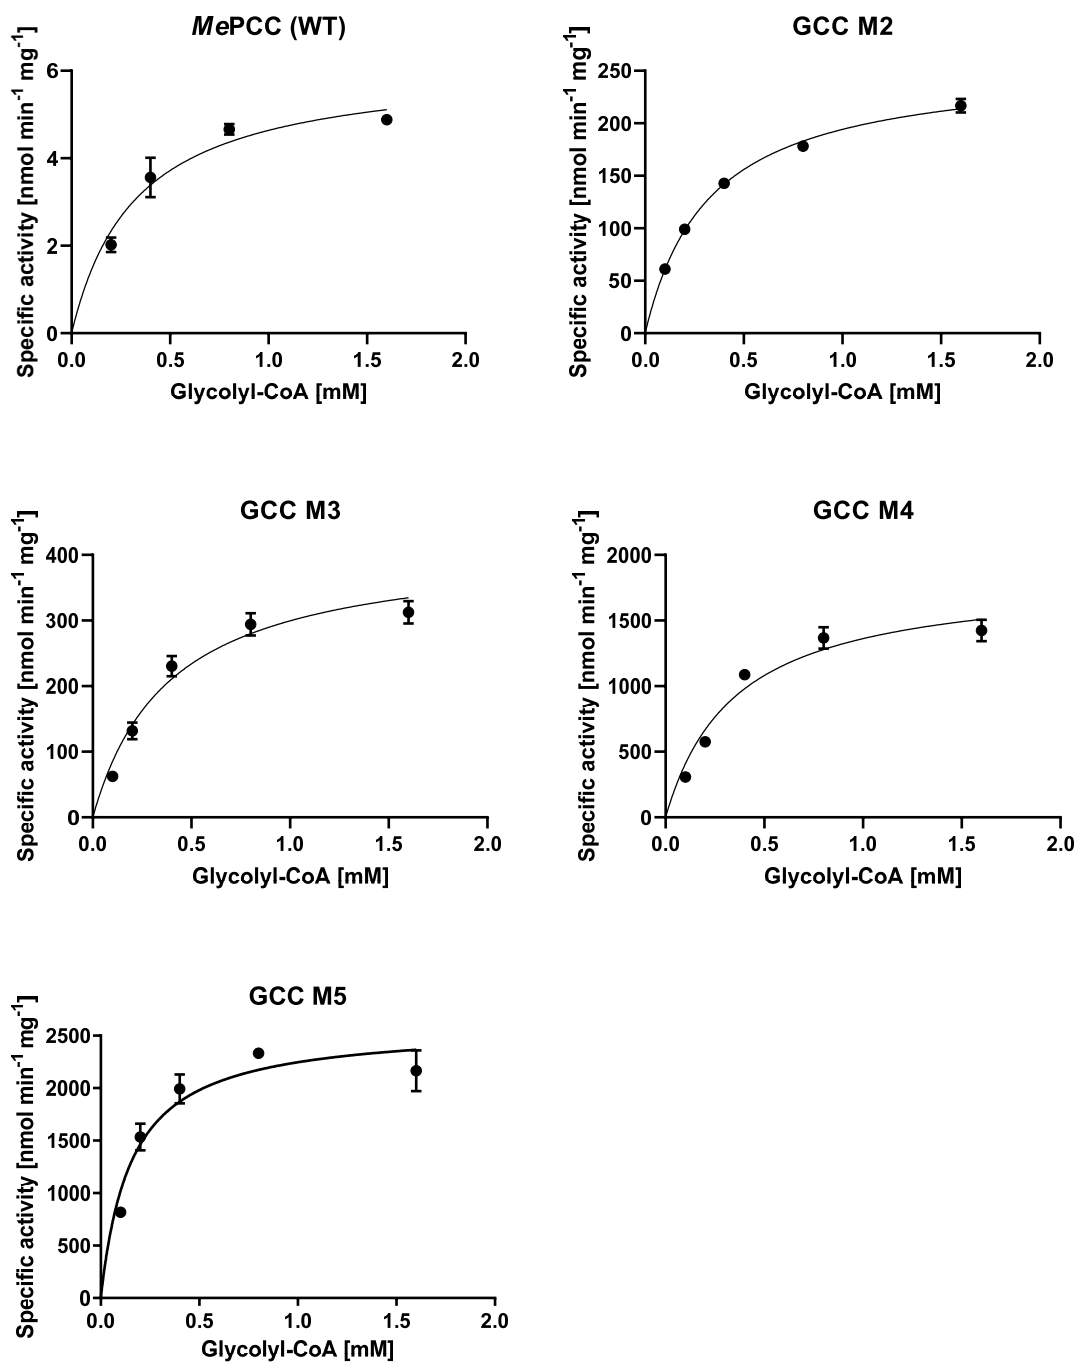 MePCC (WT)
Specific activity [nmol min⁻¹ mg⁻¹]
6
4
2
0
0.0 0.5 1.0 1.5 2.0
Glycolyl-CoA [mM]
GCC M2
Specific activity [nmol min⁻¹ mg⁻¹]
250
200
150
100
50
0
0.0 0.5 1.0 1.5 2.0
Glycolyl-CoA [mM]
GCC M3
Specific activity [nmol min⁻¹ mg⁻¹]
400
300
200
100
0
0.0 0.5 1.0 1.5 2.0
Glycolyl-CoA [mM]
GCC M4
Specific activity [nmol min⁻¹ mg⁻¹]
2000
1500
1000
500
0
0.0 0.5 1.0 1.5 2.0
Glycolyl-CoA [mM]
GCC M5
Specific activity [nmol min⁻¹ mg⁻¹]
2500
2000
1500
1000
500
0
0.0 0.5 1.0 1.5 2.0
Glycolyl-CoA [mM]